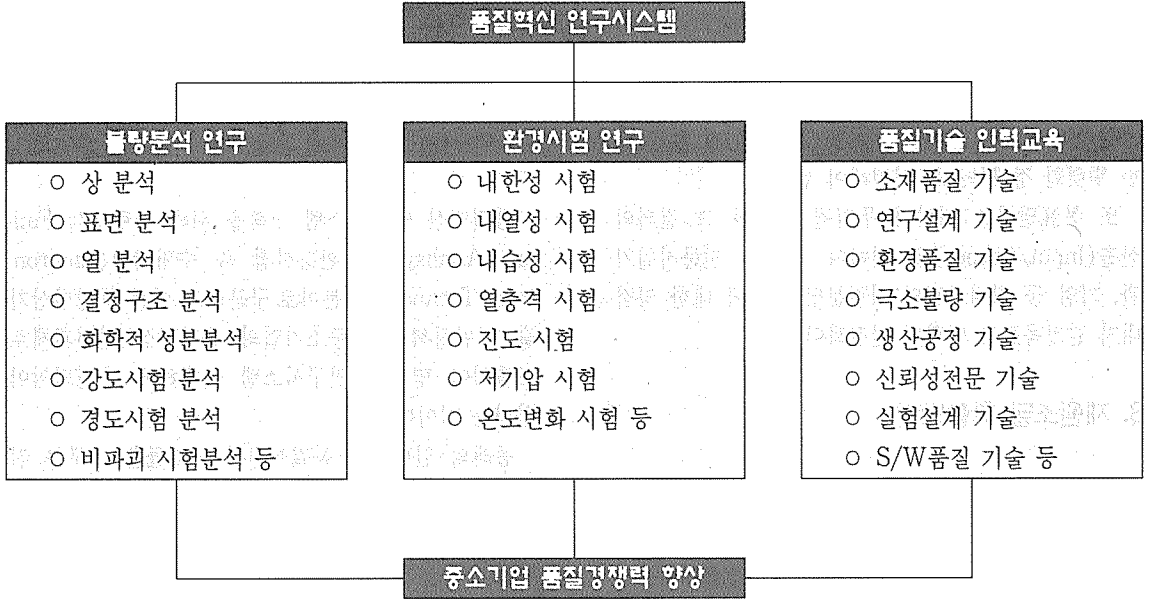 품질혁신 연구시스템
불량분석 연구
○ 상 분석
○ 표면 분석
○ 열 분석
○ 결정구조 분석
○ 화학적 성분분석
○ 강도시험 분석
○ 경도시험 분석
○ 비파괴 시험분석 등
환경시험 연구
○ 내한성 시험
○ 내열성 시험
○ 내습성 시험
○ 열충격 시험
○ 진도 시험
○ 저기압 시험
○ 온도변화 시험 등
품질기술 인력교육
○ 소재품질 기술
○ 연구설계 기술
○ 환경품질 기술
○ 극소불량 기술
○ 생산공정 기술
○ 신뢰성전문 기술
○ 실험설계 기술
○ S/W품질 기술 등
중소기업 품질경쟁력 향상